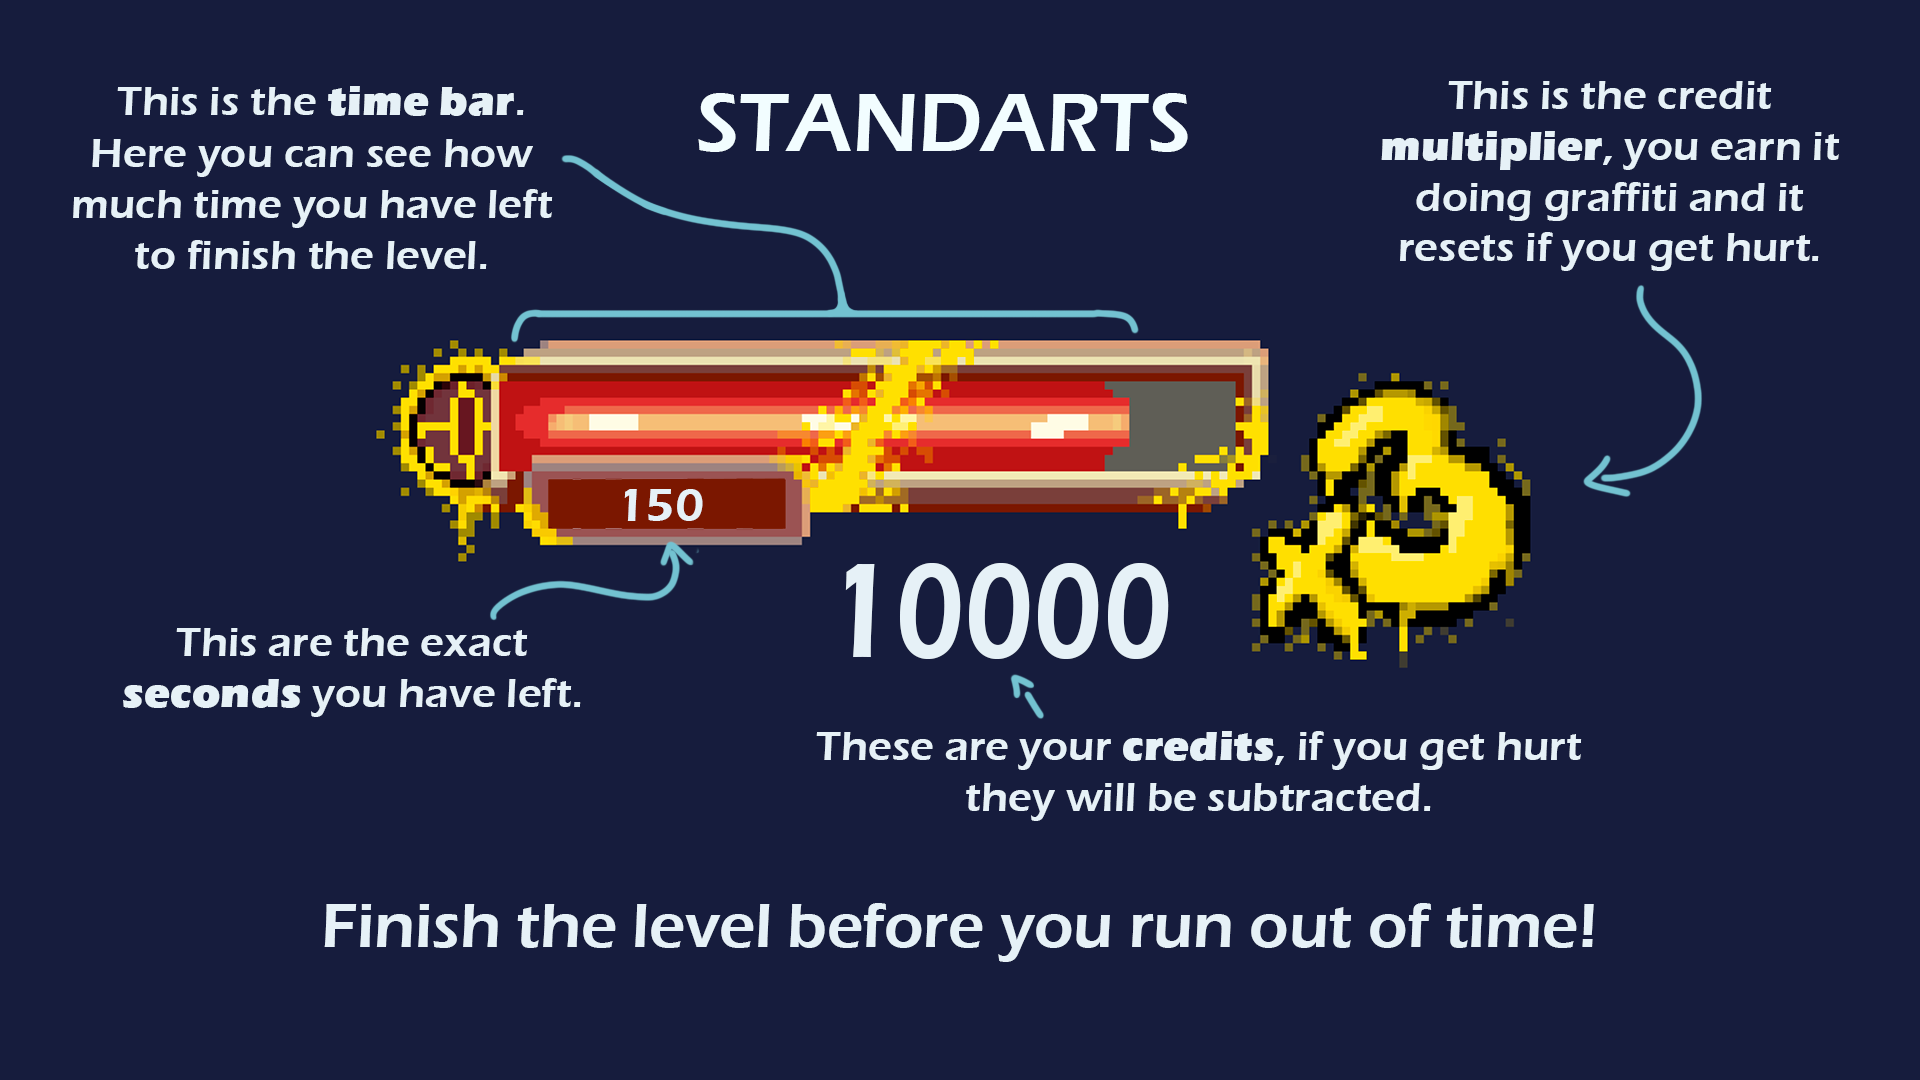 STANDARTS
This is the time bar.
Here you can see how
much time you have left
to finish the level.
This is the credit
multiplier, you earn it
doing graffiti and it
resets if you get hurt.
150
x3
10000
This are the exact
seconds you have left.
These are your credits, if you get hurt
they will be subtracted.
Finish the level before you run out of time!